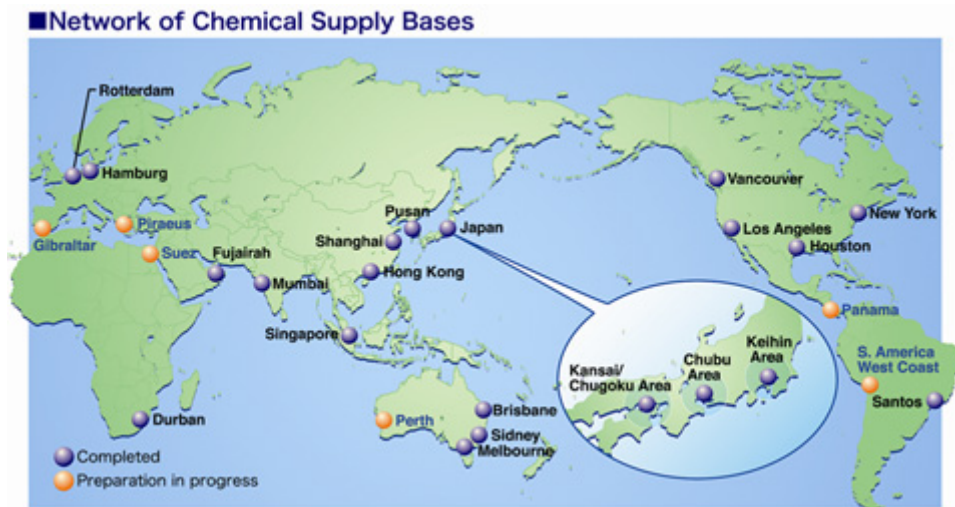 ■Network of Chemical Supply Bases
Rotterdam
Hamburg
Gibraltar
Piraeus
Suez
Fujairah
Mumbai
Durban
Pusan
Shanghai
Japan
Hong Kong
Singapore
Perth
Brisbane
Sidney
Melbourne
Vancouver
Los Angeles
New York
Houston
Panama
S. America
West Coast
Santos
Kansai/
Chugoku Area
Chubu
Area
Keihin
Area
Completed
Preparation in progress